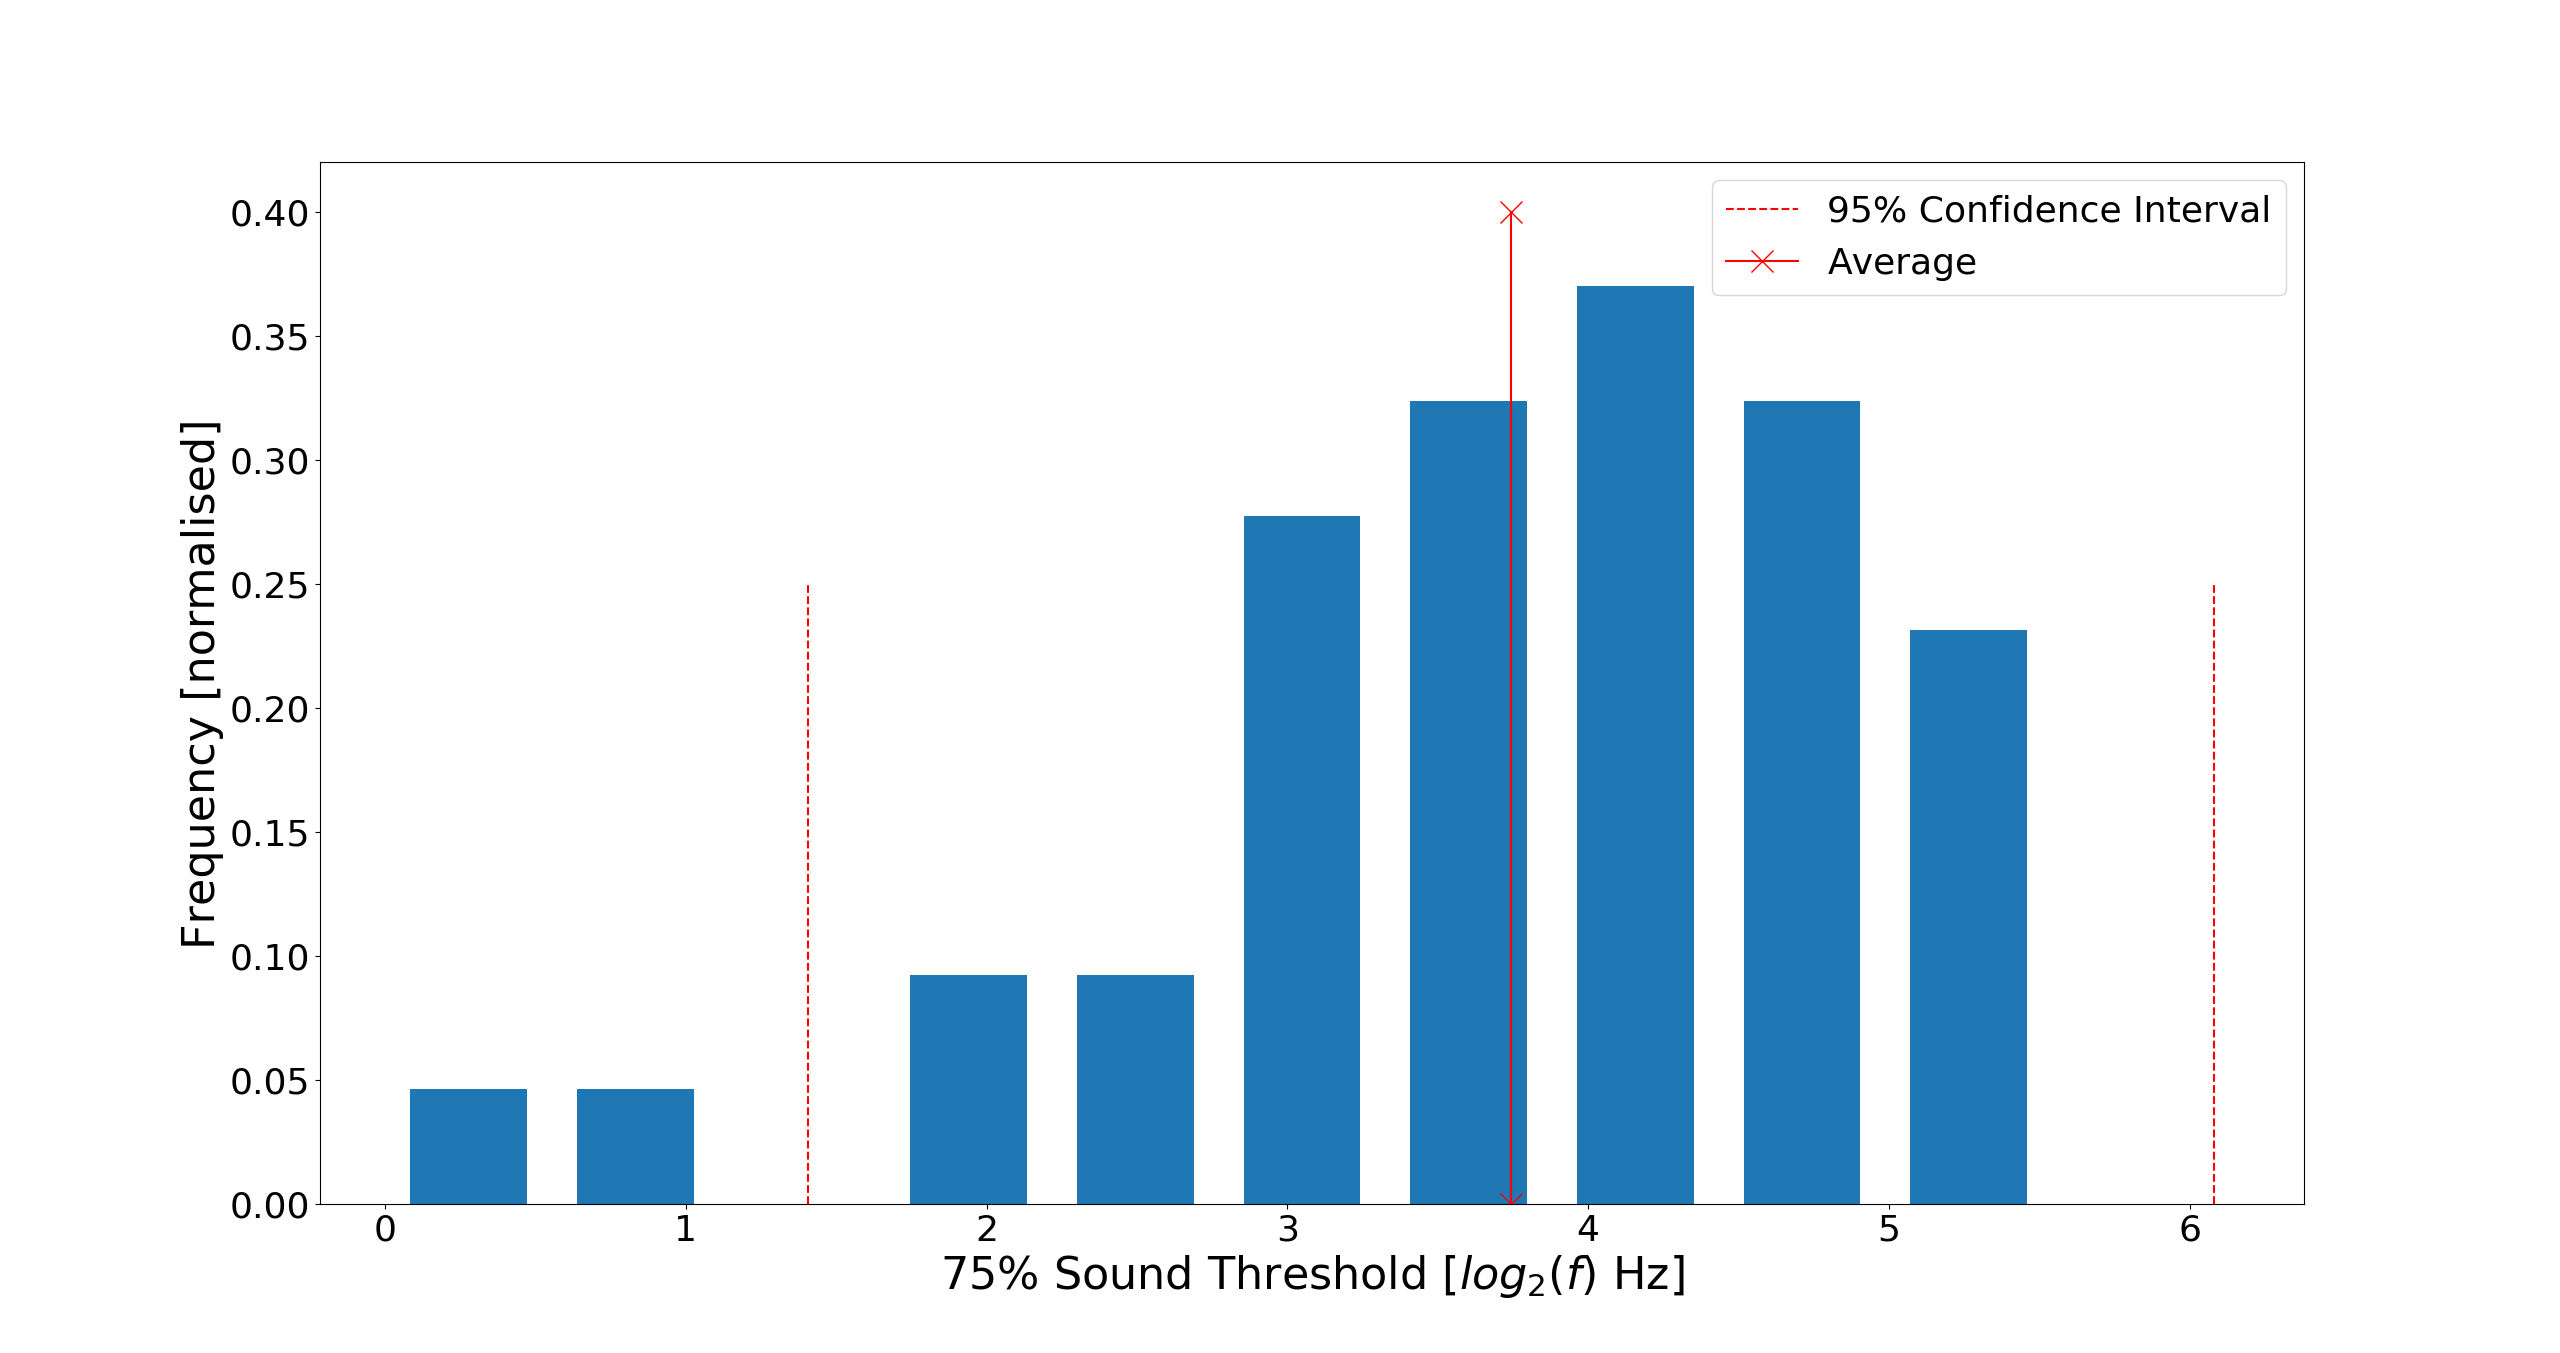 95% Confidence Interval
Average
0.40
0.35
0.30
0.25
0.20
0.15
0.10
0.05
0.00
Frequency [normalised]
0 1 2 3 4 5 6
75% Sound Threshold [log₂(f) Hz]